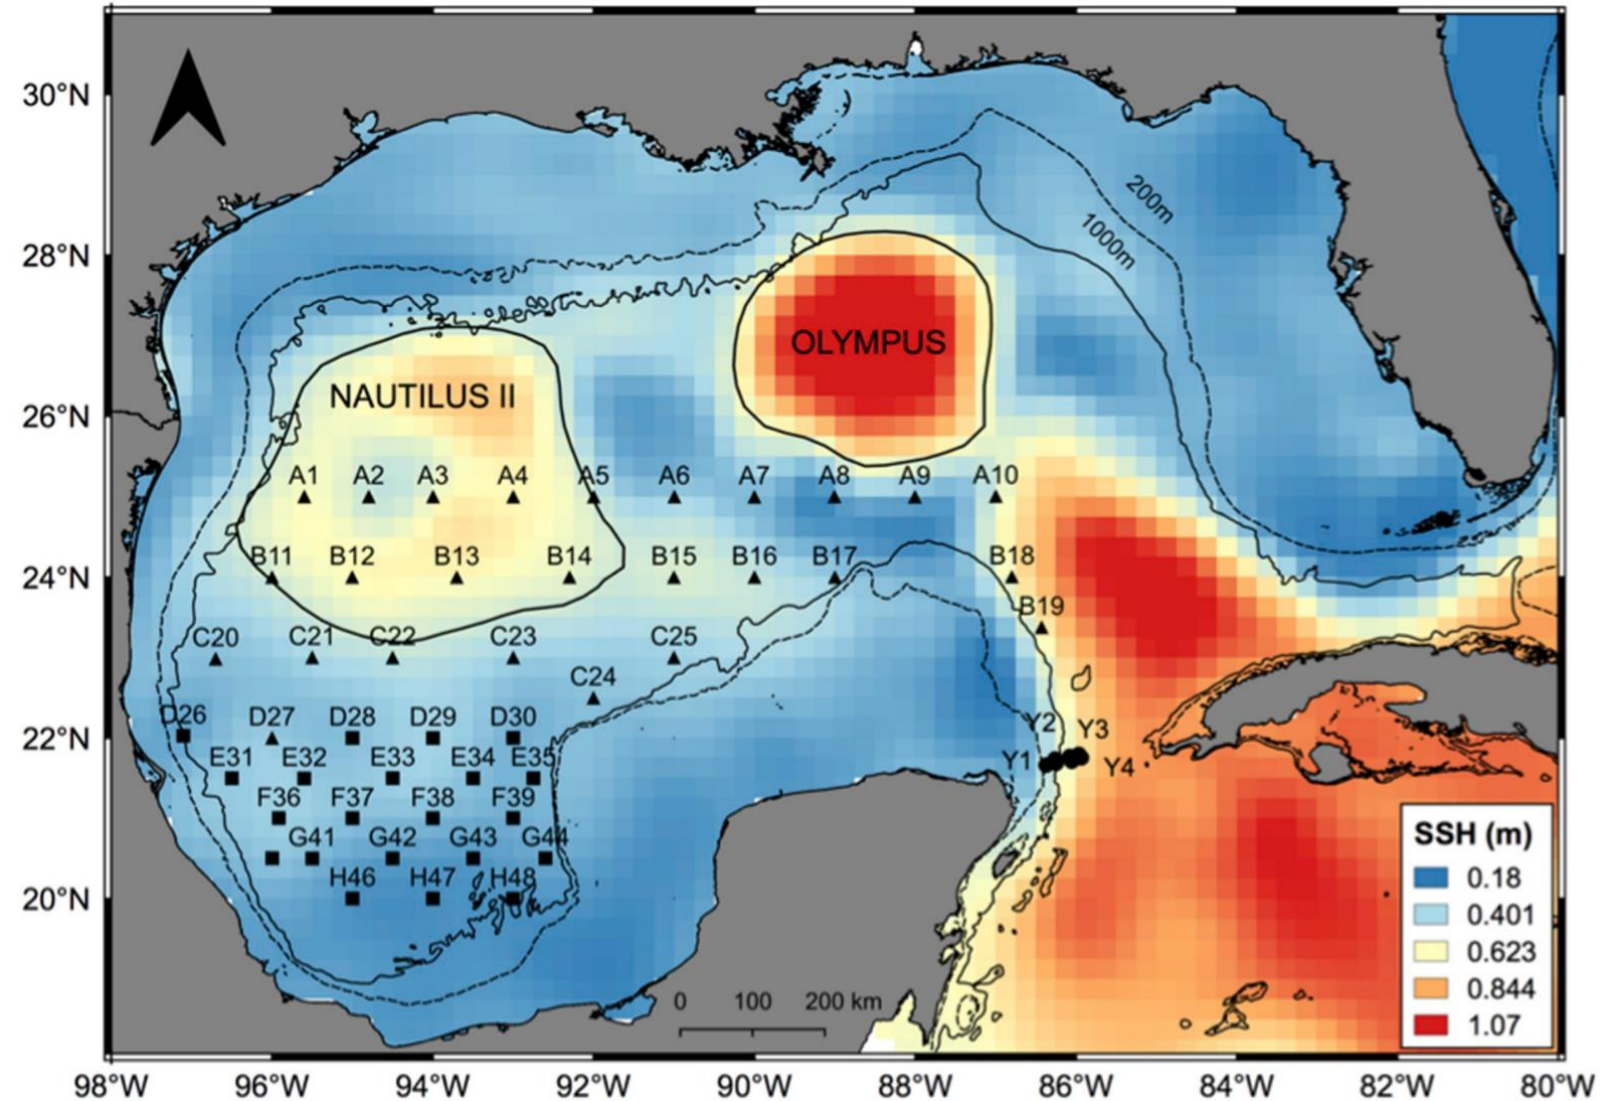 30°N
200m
1000m
28°N
OLYMPUS
NAUTILUS II
26°N
A1 A2 A3 A4 A5 A6 A7 A8 A9 A10
B11 B12 B13 B14 B15 B16 B17 B18
24°N
B19
C20 C21 C22 C23 C25
C24
D26 D27 D28 D29 D30
22°N
Y2 Y3
Y1 Y4
E31 E32 E33 E34 E35
F36 F37 F38 F39
G41 G42 G43 G44
H46 H47 H48
20°N
SSH (m)
0.18
0.401
0.623
0.844
1.07
0 100 200 km
98°W 96°W 94°W 92°W 90°W 88°W 86°W 84°W 82°W 80°W